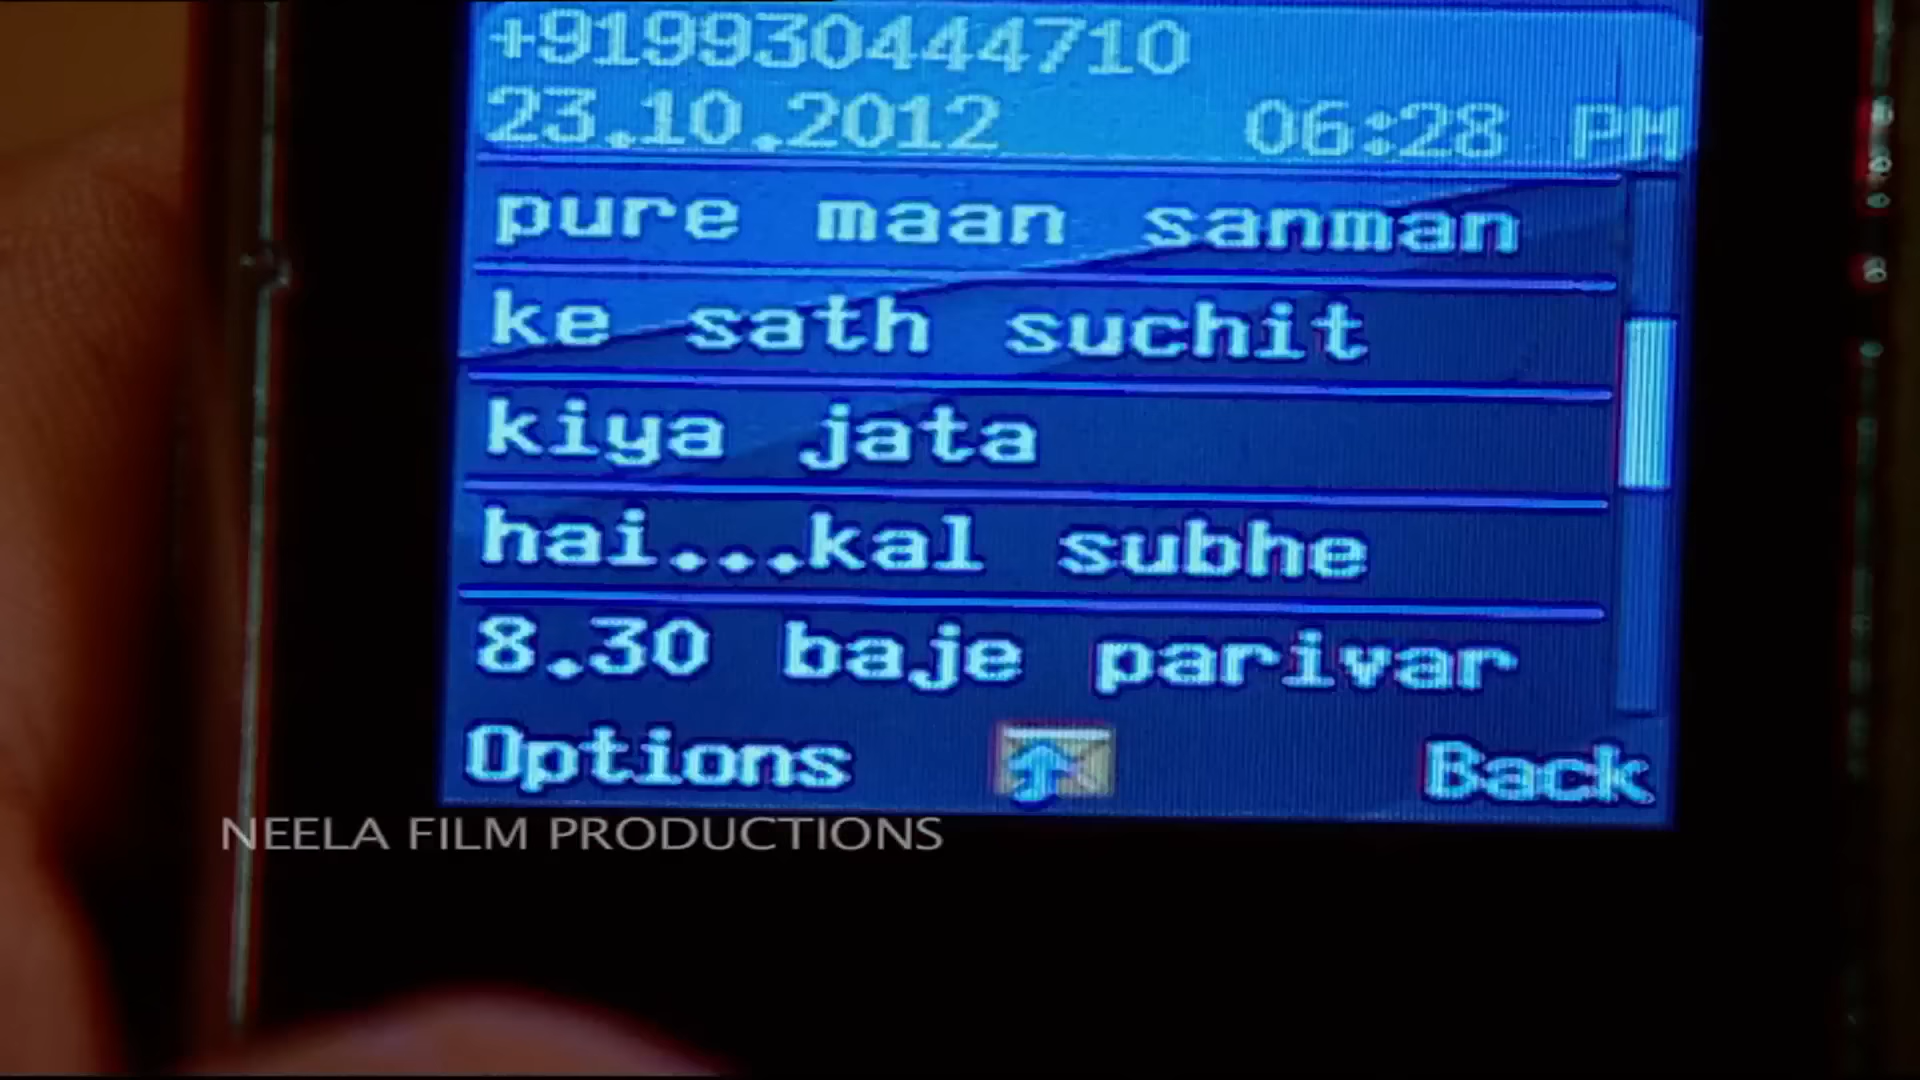 +919930444710
23.10.2012 06:28 PM
pure maan sanman
ke sath suchit
kiya jata
hai...kal subhe
8.30 baje parivar
Options Back
NEELA FILM PRODUCTIONS